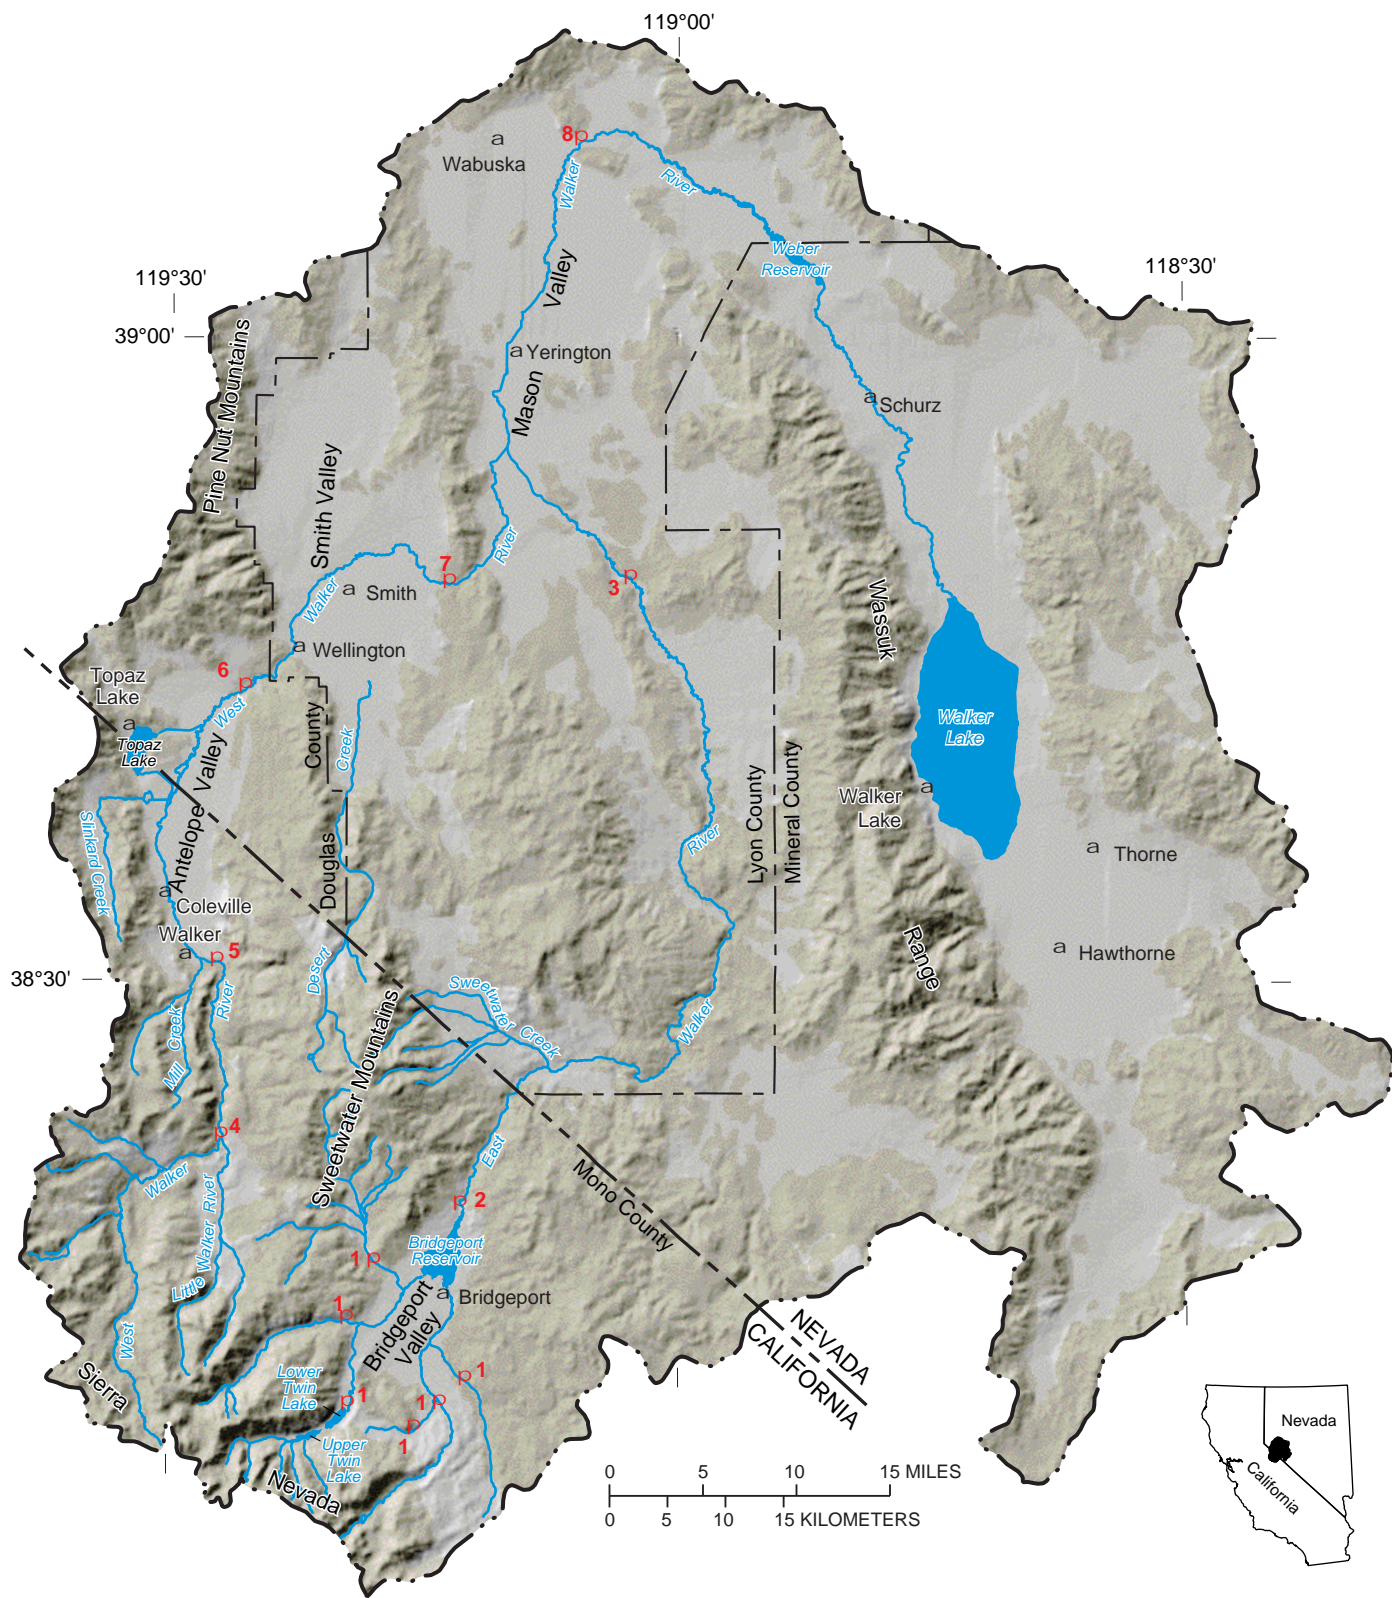 119°00'
8p
a
Wabuska
Walker
River
Weber
Reservoir
Valley
119°30'
118°30'
39°00'
Pine Nut Mountains
a Yerington
Mason
a Schurz
Smith Valley
River
7
p
p
3
Walker
a Smith
Wassuk
a Wellington
6
p
Topaz
Lake
a
West
Topaz
Lake
County
Creek
Walker
Lake
Antelope Valley
Lyon County
Mineral County
a
Walker
Lake
Slinkard Creek
River
a Thorne
Douglas
a
Coleville
Walker
a
p 5
Range
a
Hawthorne
38°30'
Desert
River
Sweetwater
Creek
Walker
Mill Creek
Sweetwater Mountains
p4
East
Walker
Little Walker River
Mono County
p 2
Bridgeport
Reservoir
1 p
a Bridgeport
1
p
Bridgeport
Valley
West
NEVADA
CALIFORNIA
Sierra
Lower
Twin
Lake
p 1
p 1
1 p
p
1
Upper
Twin
Lake
Nevada
Nevada
California
0 5 10 15 MILES
0 5 10 15 KILOMETERS